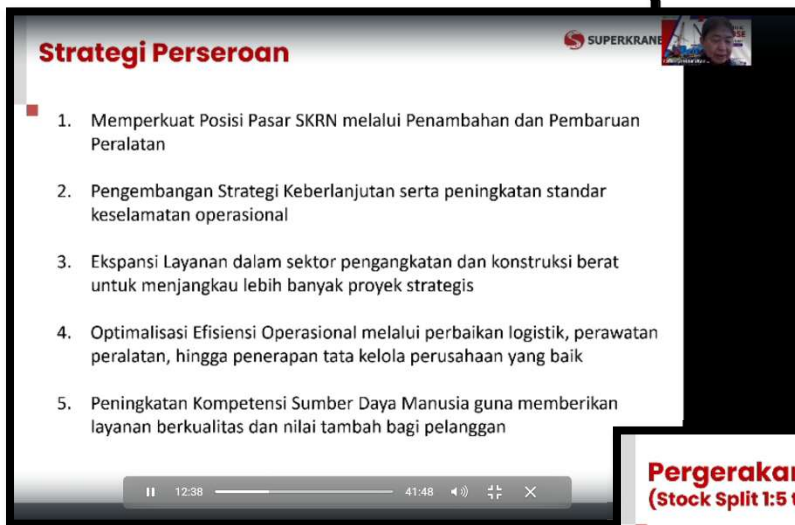 Strategi Perseroan
SUPERKRANE
1. Memperkuat Posisi Pasar SKRN melalui Penambahan dan Pembaruan
Peralatan
2. Pengembangan Strategi Keberlanjutan serta peningkatan standar
keselamatan operasional
3. Ekspansi Layanan dalam sektor pengangkatan dan konstruksi berat
untuk menjangkau lebih banyak proyek strategis
4. Optimalisasi Efisiensi Operasional melalui perbaikan logistik, perawatan
peralatan, hingga penerapan tata kelola perusahaan yang baik
5. Peningkatan Kompetensi Sumber Daya Manusia guna memberikan
layanan berkualitas dan nilai tambah bagi pelanggan
12:38 41:48
Pergerakan
(Stock Split 1:5 t